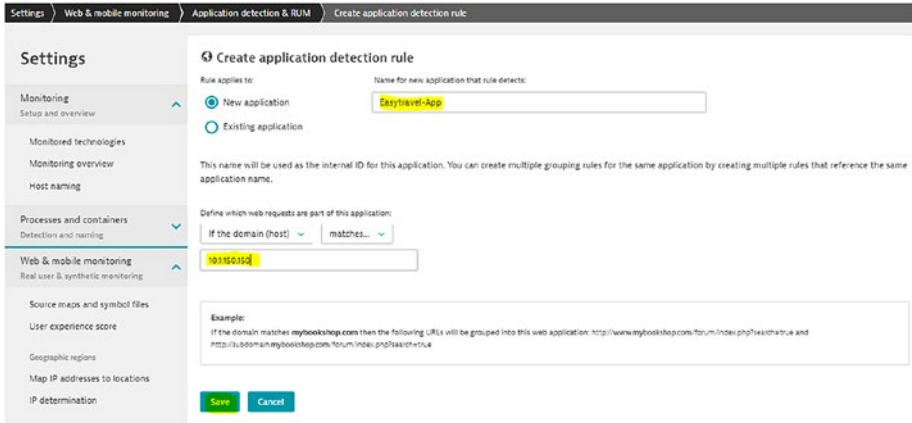 Settings Web & mobile monitoring Application detection & RUM Create application detection rule
Settings
Monitoring
Setup and overview
Monitored technologies
Monitoring overview
Host naming
Processes and containers
Detection and naming
Web & mobile monitoring
Real user & synthetic monitoring
Source maps and symbol files
User experience score
Geographic regions
Map IP addresses to locations
IP determination
Create application detection rule
Rule applies to:
Name for new application that rule detects:
New application
Easytravel-App
Existing application
This name will be used as the internal ID for this application. You can create multiple grouping rules for the same application by creating multiple rules that reference the same
application name.
Define which web requests are part of this application:
If the domain (host) matches...
10.1.150.150
Example:
If the domain matches mybookshop.com then the following URLs will be grouped into this web application: http://www.mybookshop.com/forum/index.php?search=true and
http://subdomain.mybookshop.com/forum/index.php?search=true
Save Cancel